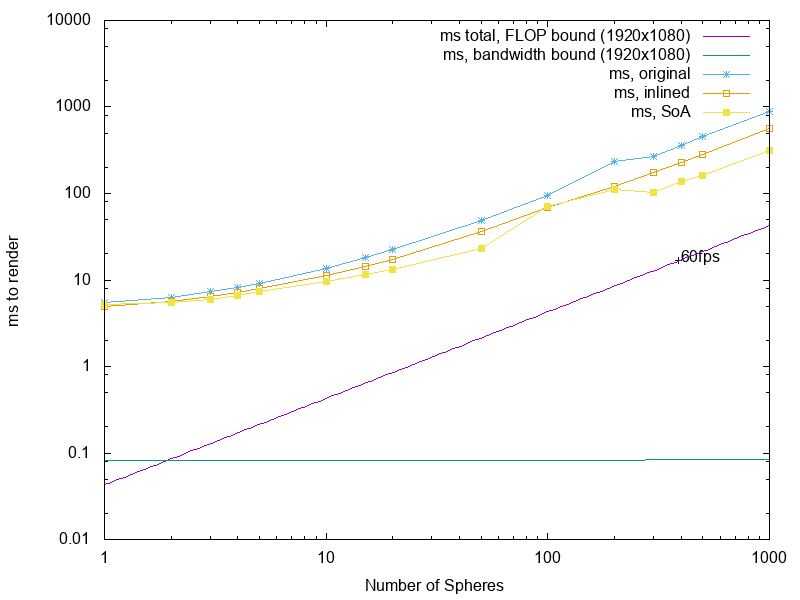 10000
1000
100
10
1
0.1
0.01
ms to render
ms total, FLOP bound (1920x1080)
ms, bandwidth bound (1920x1080)
ms, original
ms, inlined
ms, SoA
60fps
1 10 100 1000
Number of Spheres